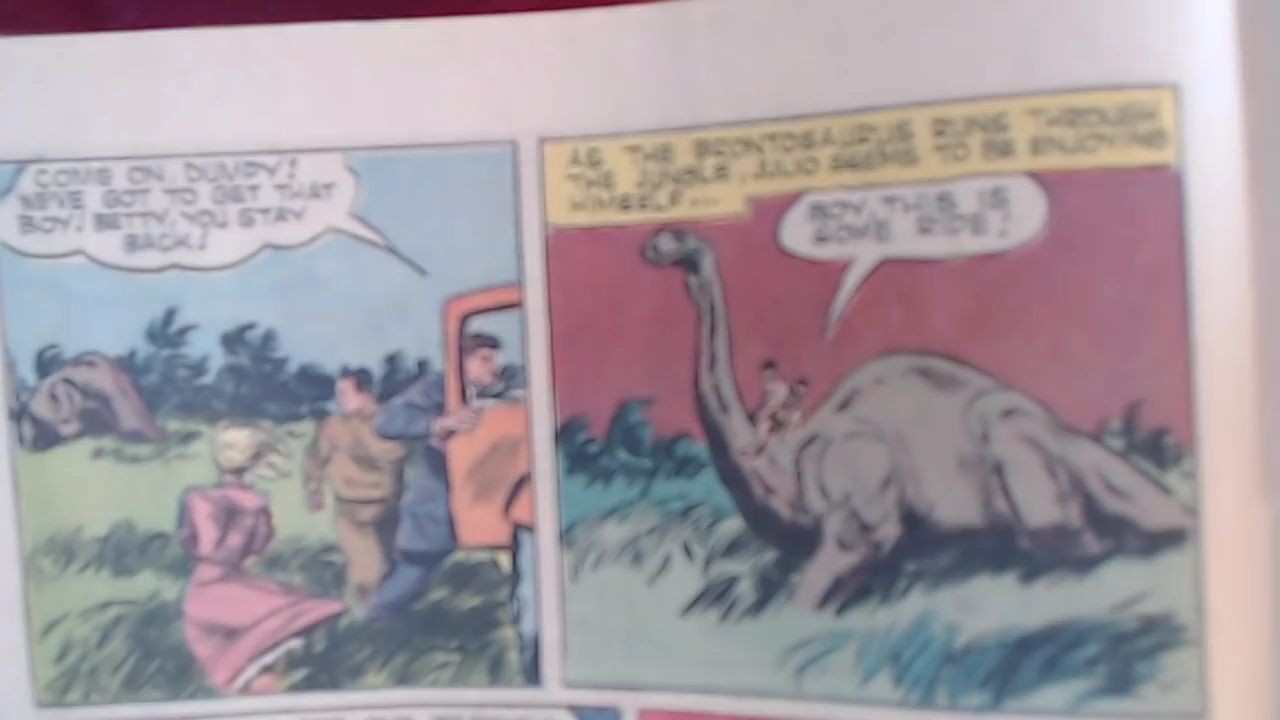 COME ON, DUMPY!
WE'VE GOT TO GET THAT
BOY! BETTY, YOU STAY
BACK!
AS THE BRONTOSAURUS RUNS THROUGH
THE JUNGLE, JULIO SEEMS TO BE ENJOYING
HIMSELF...
BOY, THIS IS
SOME RIDE!